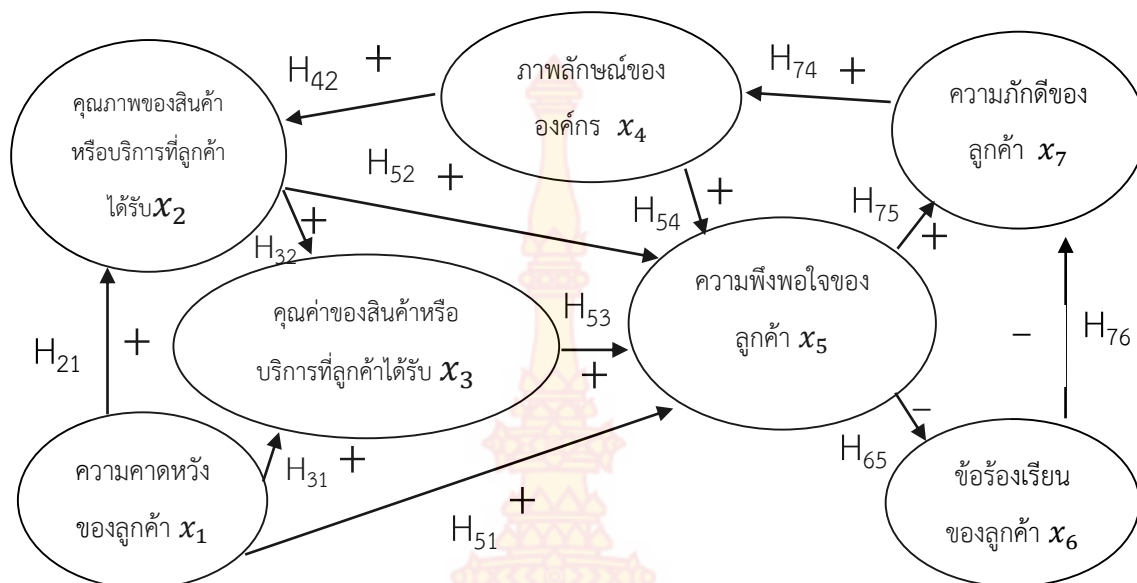 H42 +
ภาพลักษณ์ของ
องค์กร x4
H74 +
คุณภาพของสินค้า
หรือบริการที่ลูกค้า
ได้รับ x2
ความภักดีของ
ลูกค้า x7
H52 +
H54 +
H75 +
H32 +
ความพึงพอใจของ
ลูกค้า x5
คุณค่าของสินค้าหรือ
บริการที่ลูกค้าได้รับ x3
H53 +
H21 +
− H76
H65 −
ความคาดหวัง
ของลูกค้า x1
H31 +
H51 +
ข้อร้องเรียน
ของลูกค้า x6